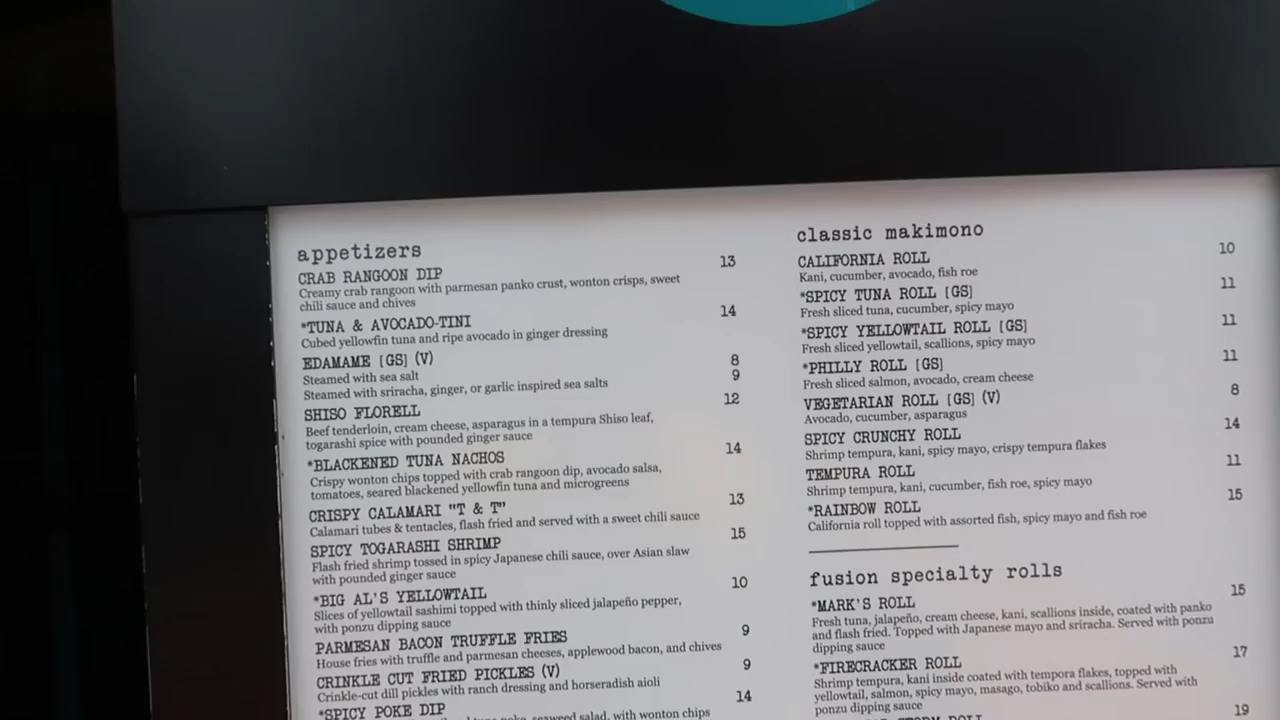 appetizers
CRAB RANGOON DIP 13
Creamy crab rangoon with parmesan panko crust, wonton crisps, sweet
chili sauce and chives
*TUNA & AVOCADO-TINI 14
Cubed yellowfin tuna and ripe avocado in ginger dressing
EDAMAME [GS] (V)
Steamed with sea salt 8
Steamed with sriracha, ginger, or garlic inspired sea salts 9
SHISO FLORELL 12
Beef tenderloin, cream cheese, asparagus in a tempura Shiso leaf,
togarashi spice with pounded ginger sauce
*BLACKENED TUNA NACHOS 14
Crispy wonton chips topped with crab rangoon dip, avocado salsa,
tomatoes, seared blackened yellowfin tuna and microgreens
CRISPY CALAMARI "T & T" 13
Calamari tubes & tentacles, flash fried and served with a sweet chili sauce
SPICY TOGARASHI SHRIMP 15
Flash fried shrimp tossed in spicy Japanese chili sauce, over Asian slaw
with pounded ginger sauce
*BIG AL'S YELLOWTAIL 10
Slices of yellowtail sashimi topped with thinly sliced jalapeño pepper,
with ponzu dipping sauce
PARMESAN BACON TRUFFLE FRIES 9
House fries with truffle and parmesan cheeses, applewood bacon, and chives
CRINKLE CUT FRIED PICKLES (V) 9
Crinkle-cut dill pickles with ranch dressing and horseradish aioli
*SPICY POKE DIP 14
poke, seaweed salad, with wonton chips
classic makimono
CALIFORNIA ROLL 10
Kani, cucumber, avocado, fish roe
*SPICY TUNA ROLL [GS] 11
Fresh sliced tuna, cucumber, spicy mayo
*SPICY YELLOWTAIL ROLL [GS] 11
Fresh sliced yellowtail, scallions, spicy mayo
*PHILLY ROLL [GS] 11
Fresh sliced salmon, avocado, cream cheese
VEGETARIAN ROLL [GS] (V) 8
Avocado, cucumber, asparagus
SPICY CRUNCHY ROLL 14
Shrimp tempura, kani, spicy mayo, crispy tempura flakes
TEMPURA ROLL 11
Shrimp tempura, kani, cucumber, fish roe, spicy mayo
*RAINBOW ROLL 15
California roll topped with assorted fish, spicy mayo and fish roe
fusion specialty rolls
*MARK'S ROLL 15
Fresh tuna, jalapeño, cream cheese, kani, scallions inside, coated with panko
and flash fried. Topped with Japanese mayo and sriracha. Served with ponzu
dipping sauce
*FIRECRACKER ROLL 17
Shrimp tempura, kani inside coated with tempora flakes, topped with
yellowtail, salmon, spicy mayo, masago, tobiko and scallions. Served with
ponzu dipping sauce
ROLL 19